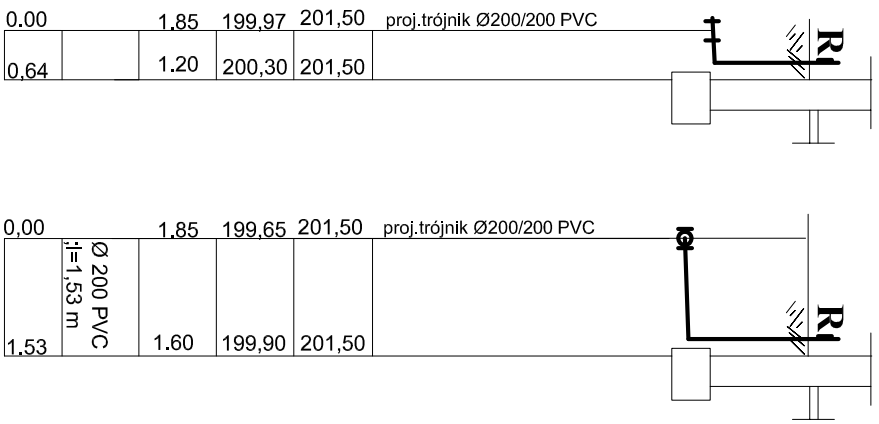 0.00 1.85 199,97 201,50 proj.trójnik Ø200/200 PVC
R
0,64 1.20 200,30 201,50
0,00 1.85 199,65 201,50 proj.trójnik Ø200/200 PVC
Ø 200 PVC
;l=1,53 m
R
1.53 1.60 199,90 201,50